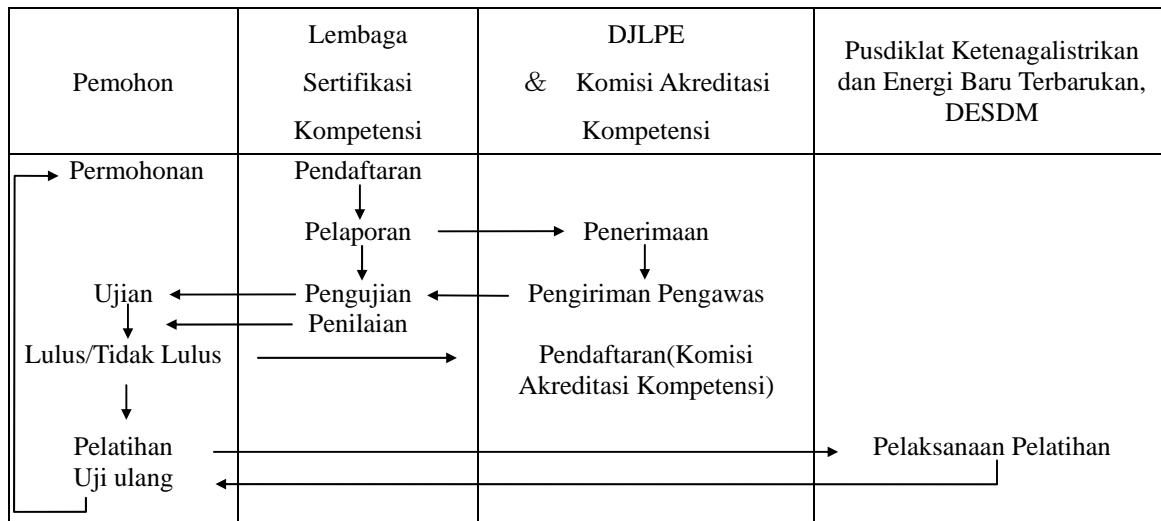 Pemohon
Lembaga
Sertifikasi
Kompetensi
DJLPE
& Komisi Akreditasi
Kompetensi
Pusdiklat Ketenagalistrikan
dan Energi Baru Terbarukan,
DESDM
Permohonan
Pendaftaran
Pelaporan
Penerimaan
Ujian
Pengujian
Pengiriman Pengawas
Penilaian
Lulus/Tidak Lulus
Pendaftaran(Komisi
Akreditasi Kompetensi)
Pelatihan
Pelaksanaan Pelatihan
Uji ulang